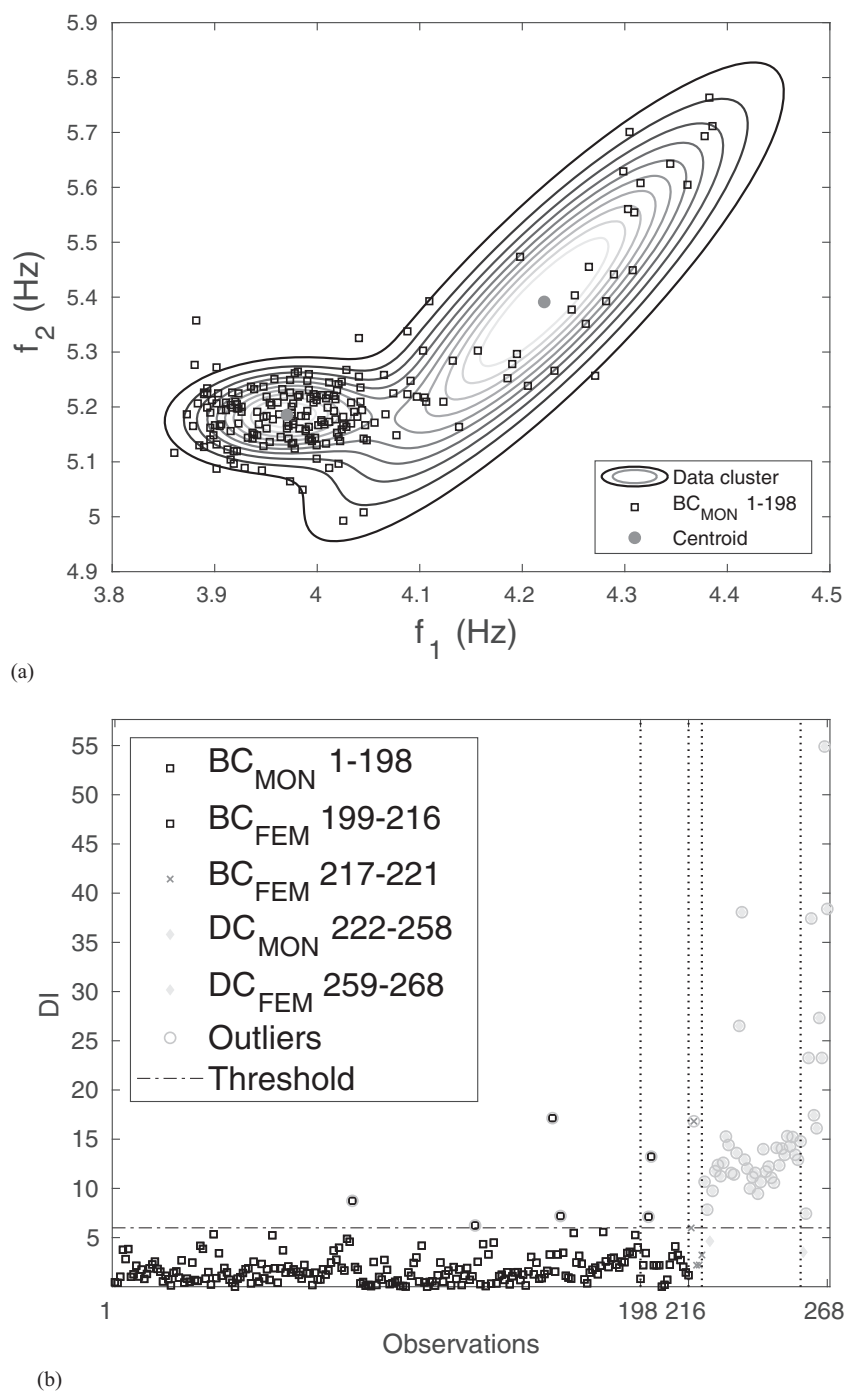 5.9
5.8
5.7
5.6
5.5
5.4
5.3
5.2
5.1
5
4.9
f2 (Hz)
Data cluster
BCMON 1-198
Centroid
3.8 3.9 4 4.1 4.2 4.3 4.4 4.5
f1 (Hz)
(a)
55
50
45
40
35
30
25
20
15
10
5
DI
BCMON 1-198
BCFEM 199-216
BCFEM 217-221
DCMON 222-258
DCFEM 259-268
Outliers
Threshold
1 198 216 268
Observations
(b)